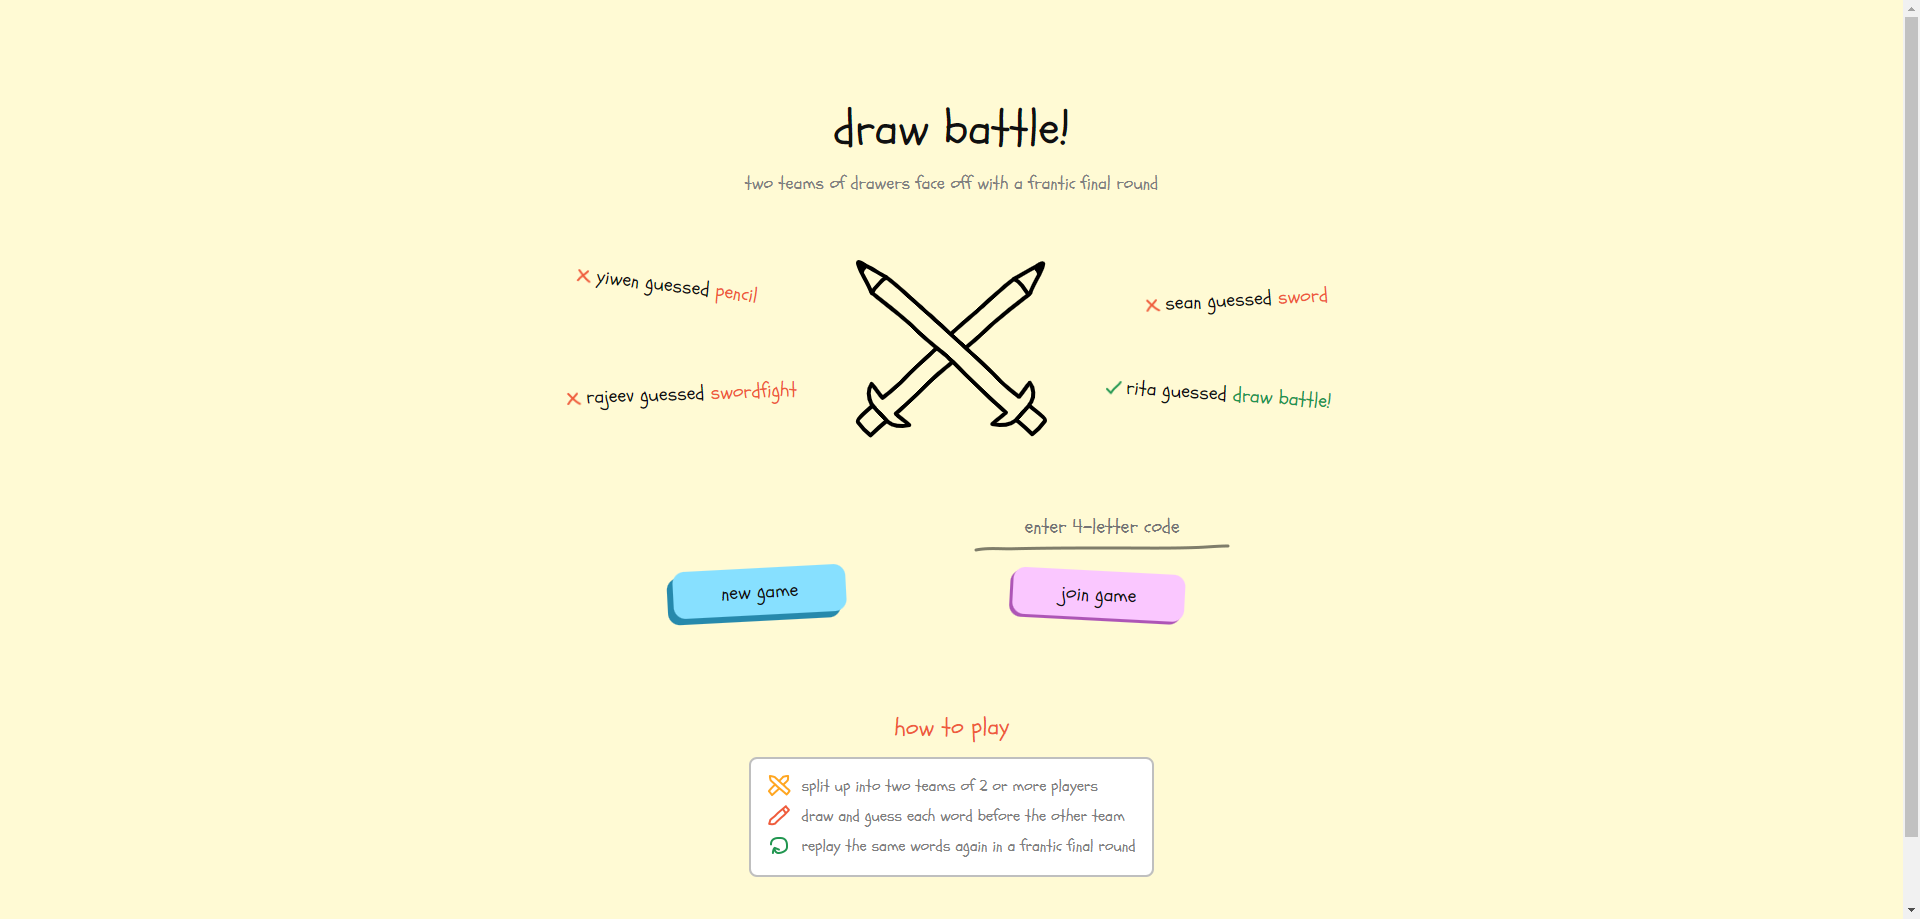 draw battle!
two teams of drawers face off with a frantic final round
yiwen guessed pencil
sean guessed sword
rajeev guessed swordfight
rita guessed draw battle!
enter 4-letter code
new game
join game
how to play
split up into two teams of 2 or more players
draw and guess each word before the other team
replay the same words again in a frantic final round